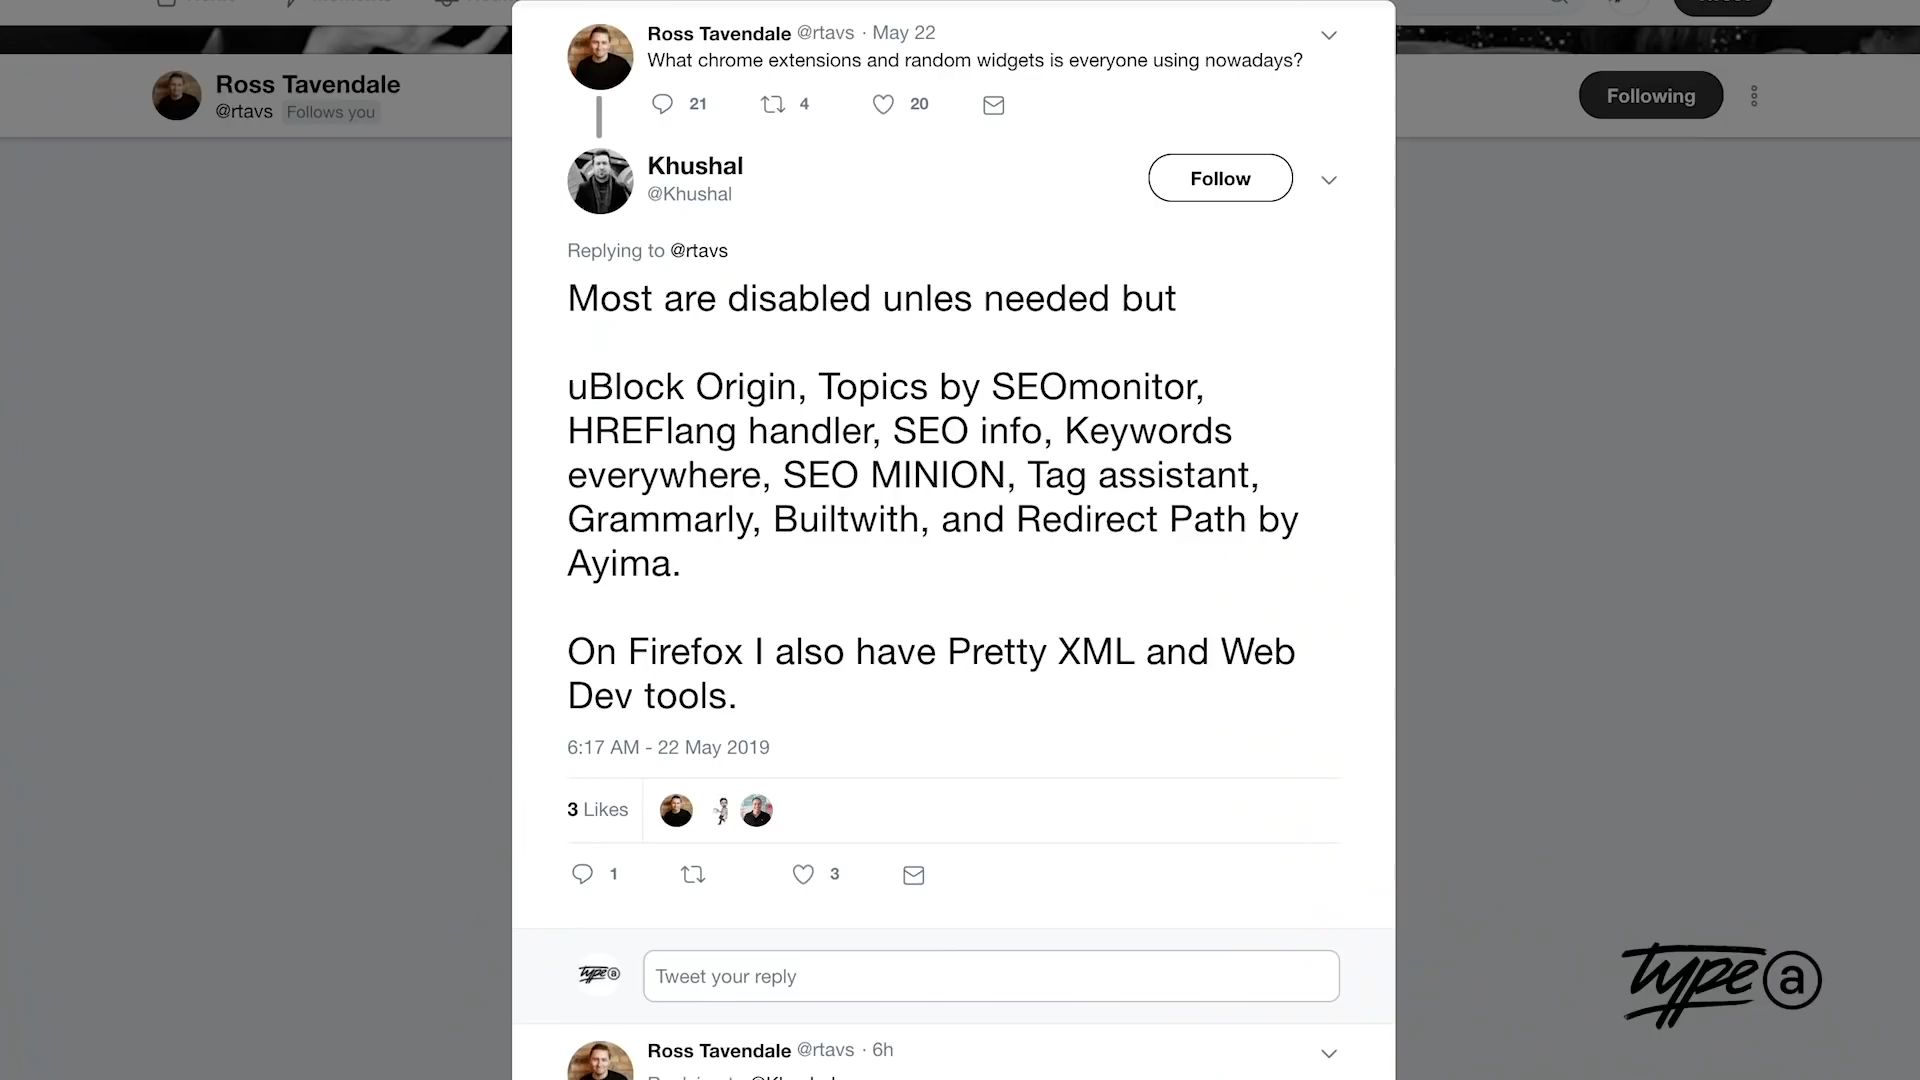 Ross Tavendale @rtavs · May 22
What chrome extensions and random widgets is everyone using nowadays?
21 4 20
Ross Tavendale
@rtavs Follows you
Following
Khushal
@Khushal
Follow
Replying to @rtavs
Most are disabled unles needed but
uBlock Origin, Topics by SEOmonitor,
HREFlang handler, SEO info, Keywords
everywhere, SEO MINION, Tag assistant,
Grammarly, Builtwith, and Redirect Path by
Ayima.
On Firefox I also have Pretty XML and Web
Dev tools.
6:17 AM - 22 May 2019
3 Likes
1 3
type a
Tweet your reply
type a
Ross Tavendale @rtavs · 6h